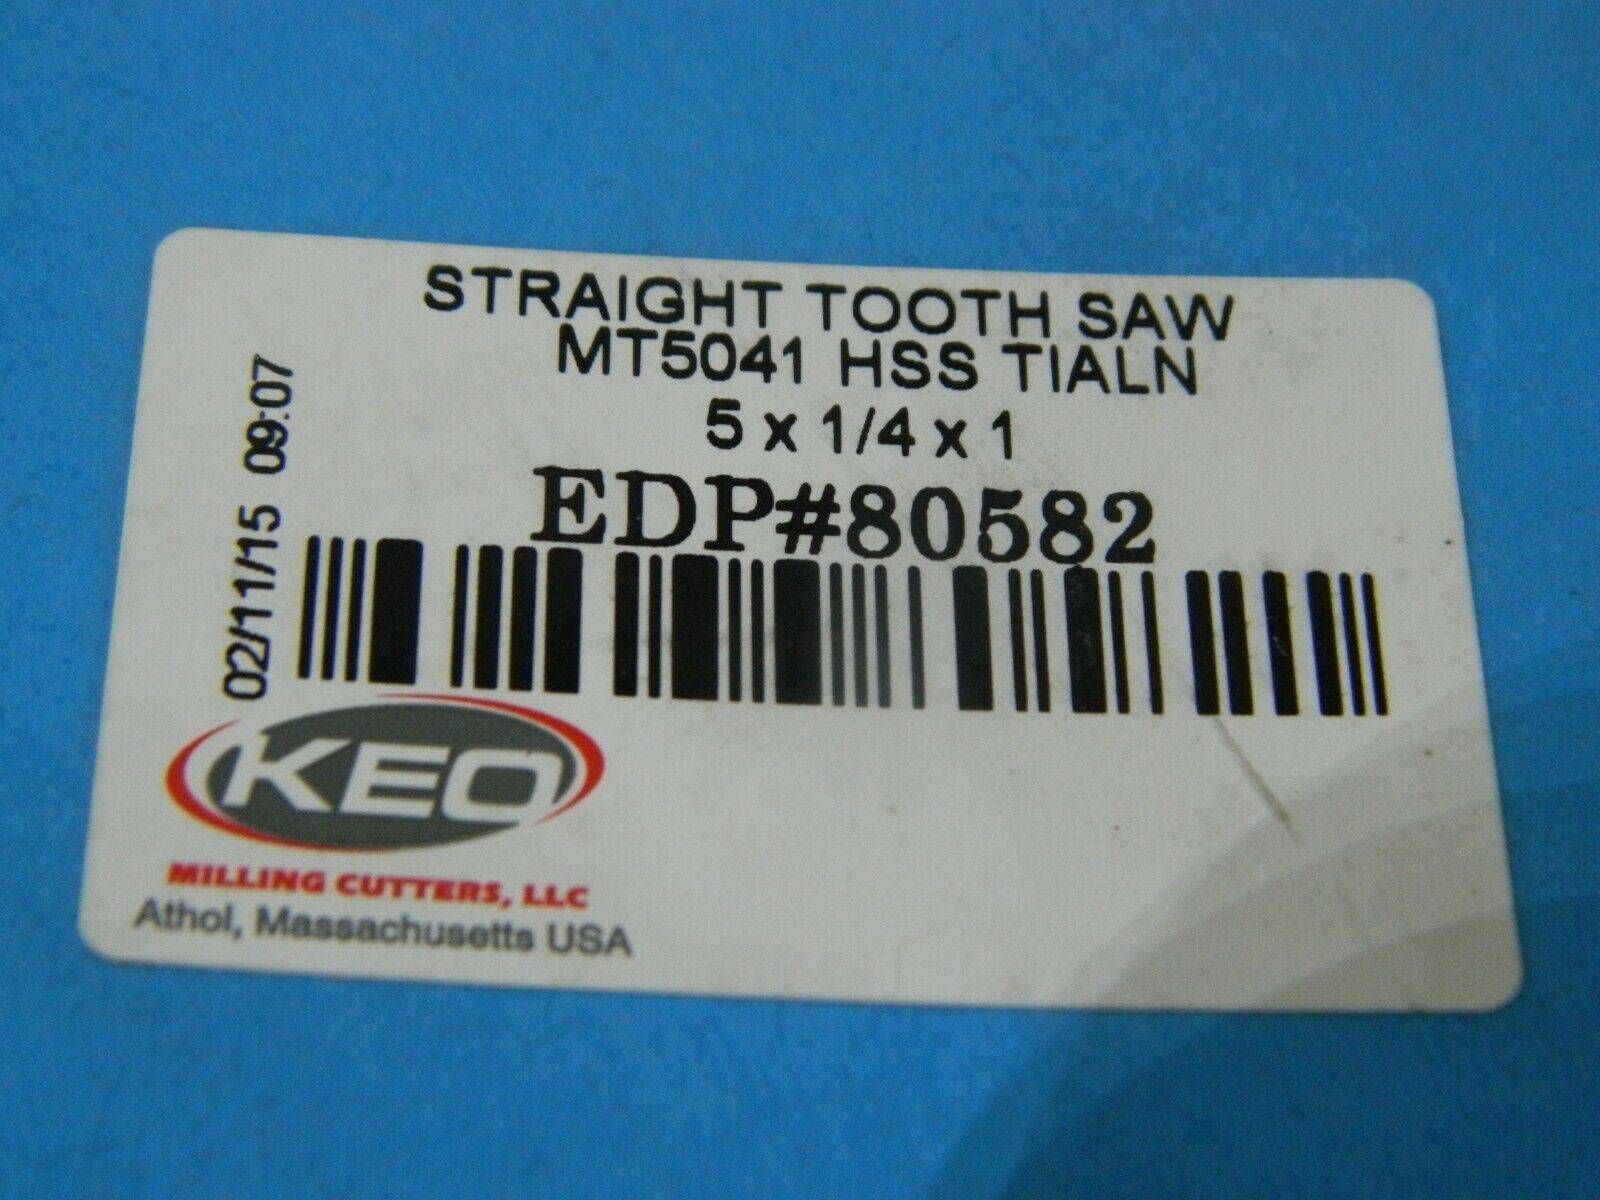 STRAIGHT TOOTH SAW
MT5041 HSS TIALN
5 x 1/4 x 1
EDP#80582
02/11/15 09:07
KEO
MILLING CUTTERS, LLC
Athol, Massachusetts USA